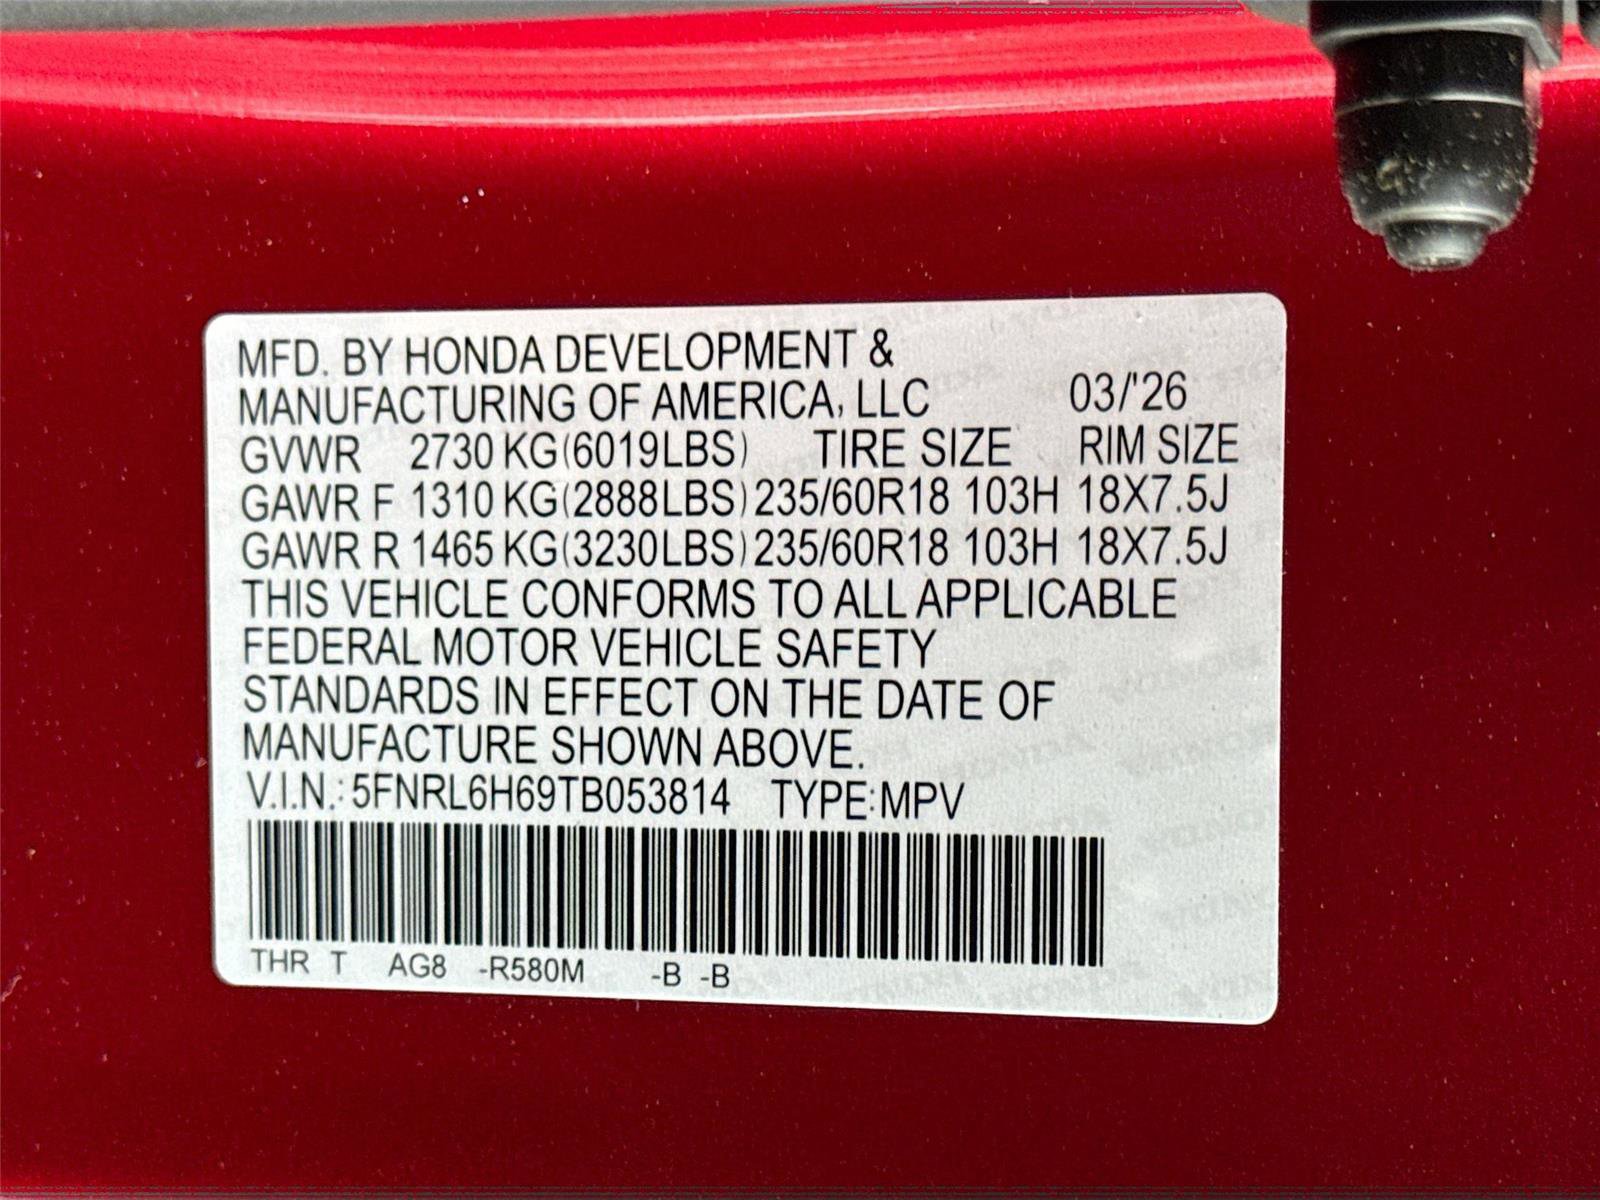 MFD. BY HONDA DEVELOPMENT &
MANUFACTURING OF AMERICA, LLC 03/'26
GVWR 2730 KG(6019LBS) TIRE SIZE RIM SIZE
GAWR F 1310 KG(2888LBS) 235/60R18 103H 18X7.5J
GAWR R 1465 KG(3230LBS) 235/60R18 103H 18X7.5J
THIS VEHICLE CONFORMS TO ALL APPLICABLE
FEDERAL MOTOR VEHICLE SAFETY
STANDARDS IN EFFECT ON THE DATE OF
MANUFACTURE SHOWN ABOVE.
V.I.N.: 5FNRL6H69TB053814 TYPE:MPV
THR T AG8 -R580M -B -B